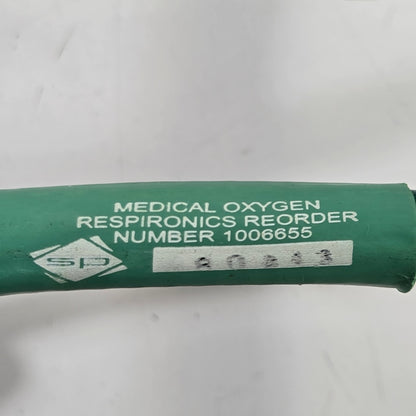 MEDICAL OXYGEN
RESPIRONICS REORDER
NUMBER 1006655
sp